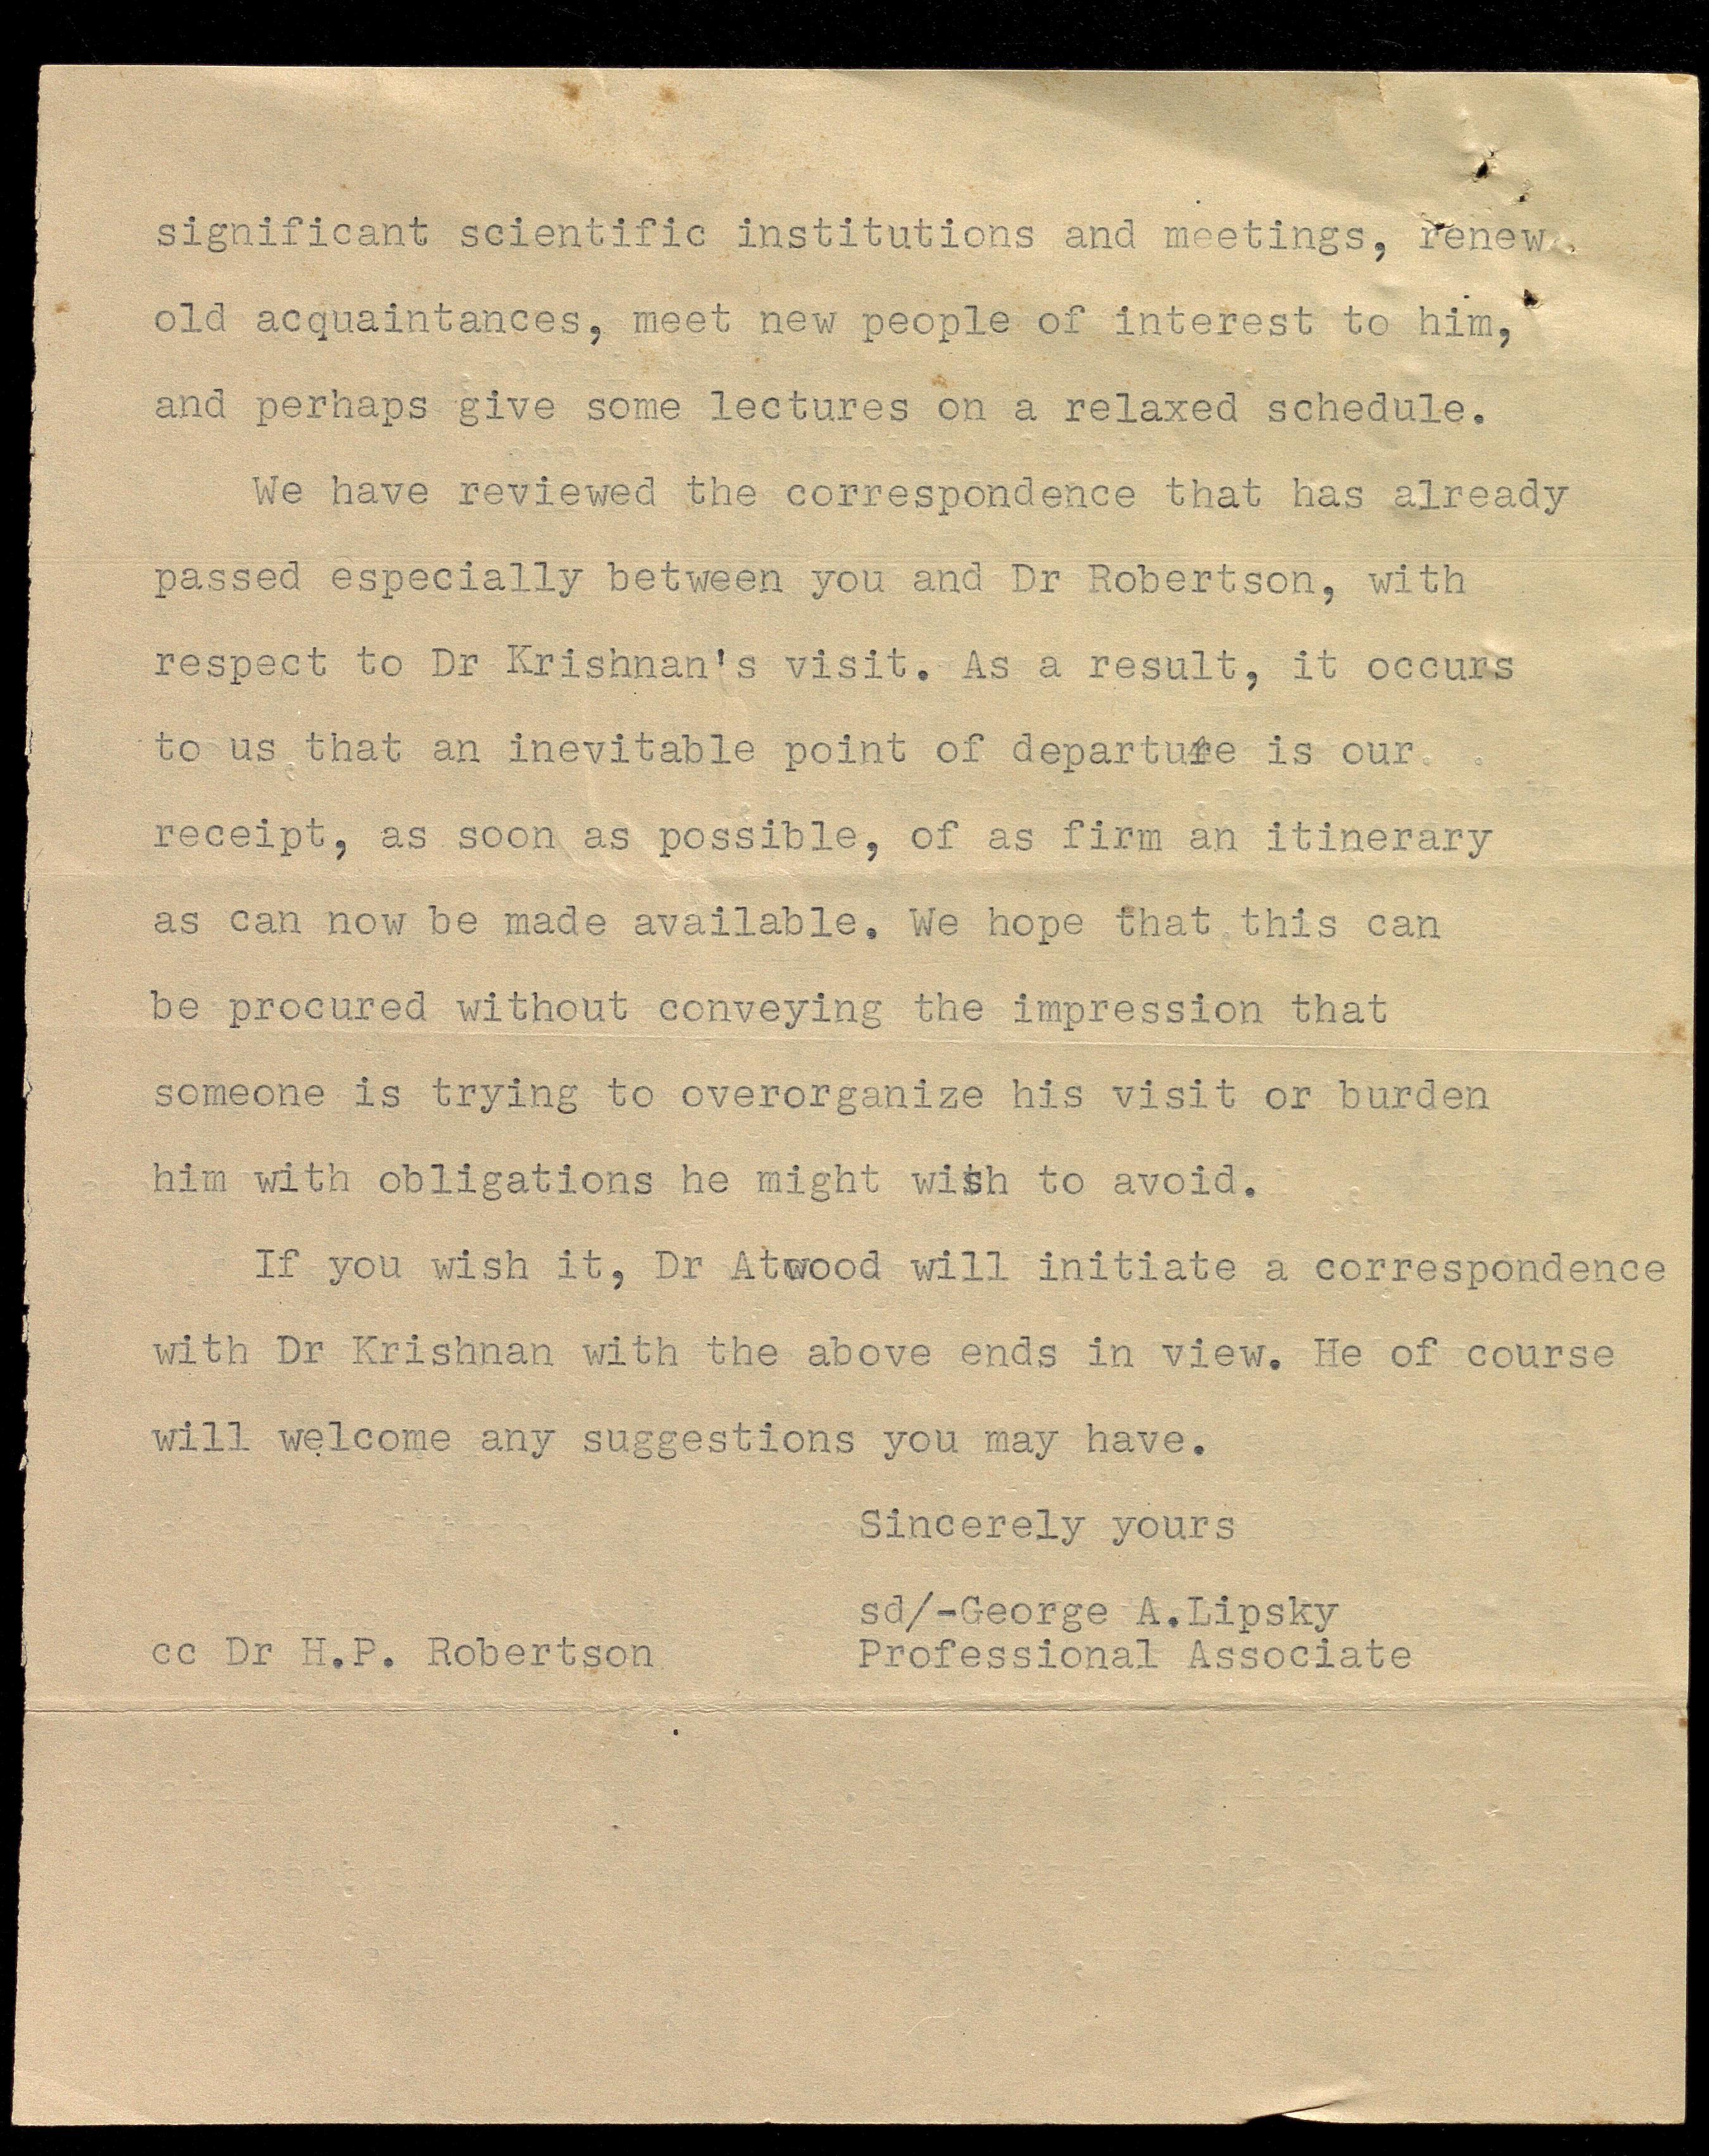 significant scientific institutions and meetings, renew
old acquaintances, meet new people of interest to him,
and perhaps give some lectures on a relaxed schedule.
We have reviewed the correspondence that has already
passed especially between you and Dr Robertson, with
respect to Dr Krishnan's visit. As a result, it occurs
to us that an inevitable point of departure is our
receipt, as soon as possible, of as firm an itinerary
as can now be made available. We hope that this can
be procured without conveying the impression that
someone is trying to overorganize his visit or burden
him with obligations he might wish to avoid.
If you wish it, Dr Atwood will initiate a correspondence
with Dr Krishnan with the above ends in view. He of course
will welcome any suggestions you may have.
Sincerely yours
sd/-George A.Lipsky
cc Dr H.P. Robertson Professional Associate